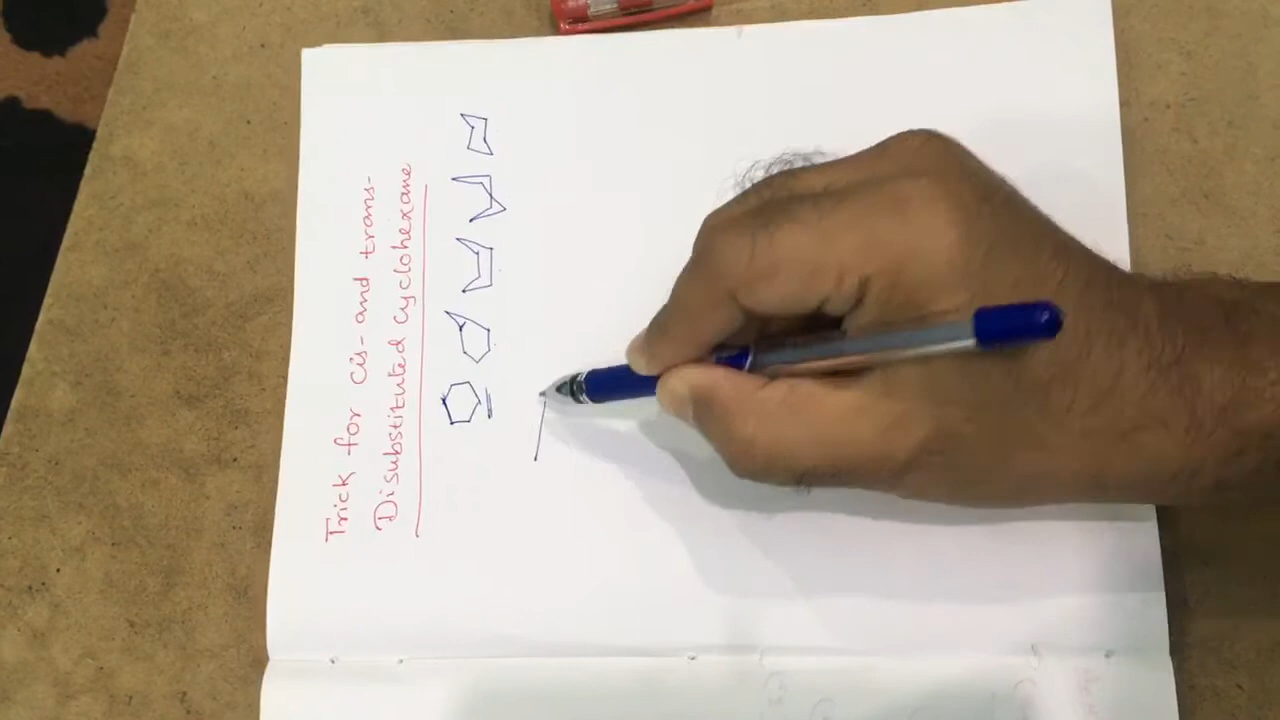 Trick for cis- and trans-
Disubstituted cyclohexane